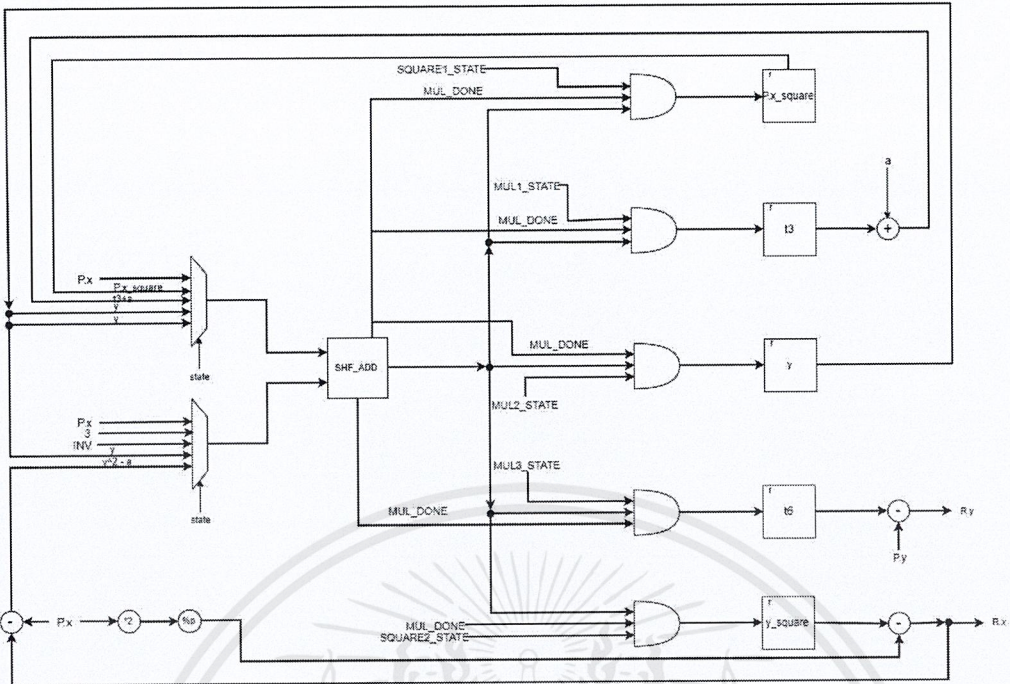 SQUARE1_STATE
MUL_DONE
r
P.x_square
a
MUL1_STATE
MUL_DONE
r
t3
+
P.x
P.x_square
t3+a
y
y
state
SHF_ADD
MUL_DONE
r
y
MUL2_STATE
P.x
3
INV
y
y^2 - a
state
MUL3_STATE
MUL_DONE
r
t6
-
R.y
P.y
-
P.x
*2
%p
MUL_DONE
SQUARE2_STATE
r
y_square
-
R.x